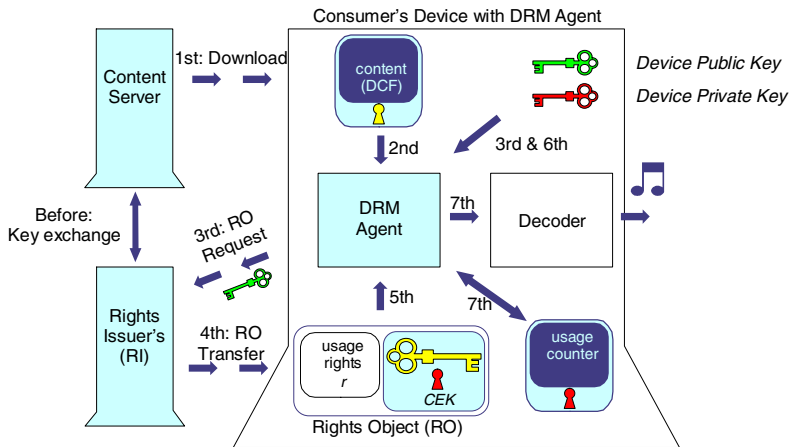 Consumer's Device with DRM Agent
Content
Server
1st: Download
content
(DCF)
Device Public Key
Device Private Key
2nd
3rd & 6th
Before:
Key exchange
3rd: RO
Request
DRM
Agent
7th
Decoder
Rights
Issuer's
(RI)
4th: RO
Transfer
5th
7th
usage
rights
r
CEK
usage
counter
Rights Object (RO)